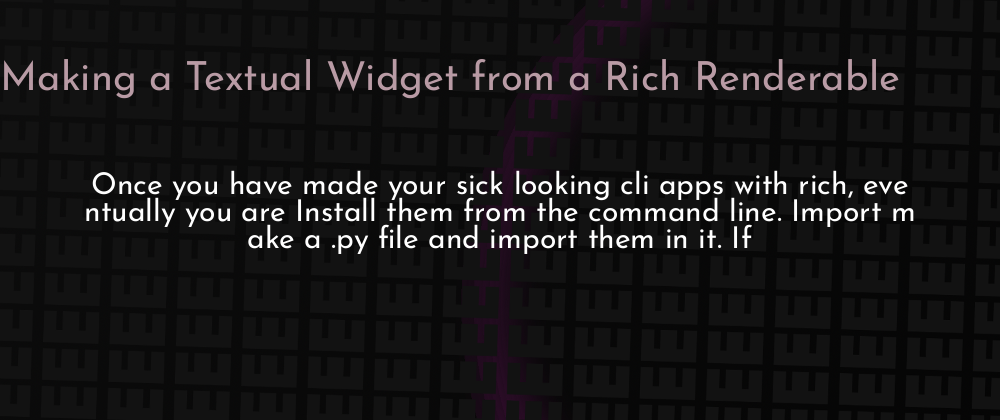 Making a Textual Widget from a Rich Renderable
Once you have made your sick looking cli apps with rich, eve
ntually you are Install them from the command line. Import m
ake a .py file and import them in it. If